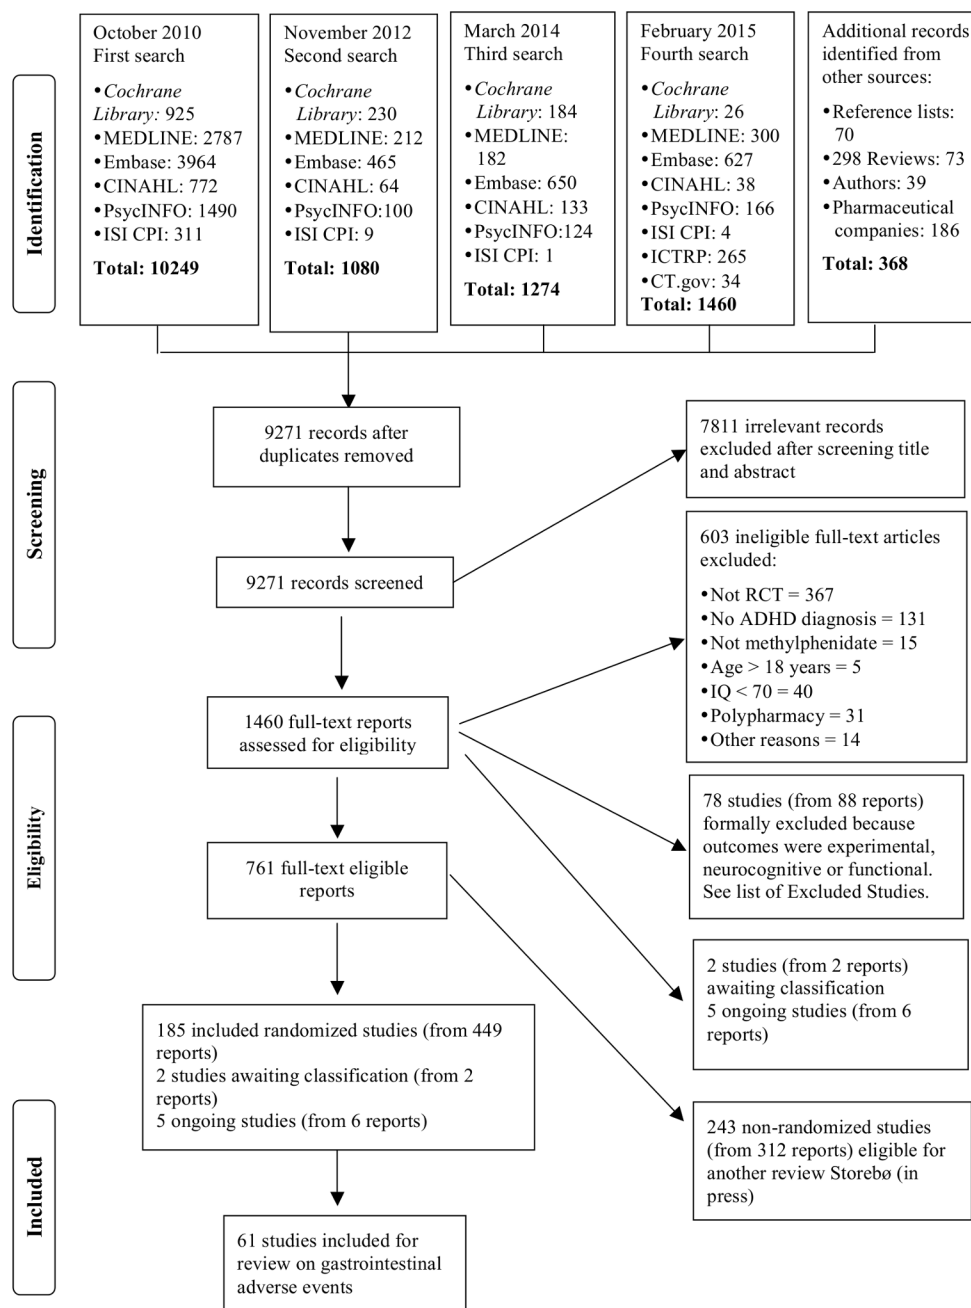 October 2010
First search
•Cochrane
Library: 925
•MEDLINE: 2787
•Embase: 3964
•CINAHL: 772
•PsycINFO: 1490
•ISI CPI: 311
Total: 10249
November 2012
Second search
•Cochrane
Library: 230
•MEDLINE: 212
•Embase: 465
•CINAHL: 64
•PsycINFO:100
•ISI CPI: 9
Total: 1080
March 2014
Third search
•Cochrane
Library: 184
•MEDLINE:
182
•Embase: 650
•CINAHL: 133
•PsycINFO:124
•ISI CPI: 1
Total: 1274
February 2015
Fourth search
•Cochrane
Library: 26
•MEDLINE: 300
•Embase: 627
•CINAHL: 38
•PsycINFO: 166
•ISI CPI: 4
•ICTRP: 265
•CT.gov: 34
Total: 1460
Additional records
identified from
other sources:
•Reference lists:
70
•298 Reviews: 73
•Authors: 39
•Pharmaceutical
companies: 186
Total: 368
Identification
Screening
9271 records after
duplicates removed
7811 irrelevant records
excluded after screening title
and abstract
9271 records screened
603 ineligible full-text articles
excluded:
•Not RCT = 367
•No ADHD diagnosis = 131
•Not methylphenidate = 15
•Age > 18 years = 5
•IQ < 70 = 40
•Polypharmacy = 31
•Other reasons = 14
Eligibility
1460 full-text reports
assessed for eligibility
78 studies (from 88 reports)
formally excluded because
outcomes were experimental,
neurocognitive or functional.
See list of Excluded Studies.
761 full-text eligible
reports
2 studies (from 2 reports)
awaiting classification
5 ongoing studies (from 6
reports)
185 included randomized studies (from 449
reports)
2 studies awaiting classification (from 2
reports)
5 ongoing studies (from 6 reports)
243 non-randomized studies
(from 312 reports) eligible for
another review Storebø (in
press)
Included
61 studies included for
review on gastrointestinal
adverse events